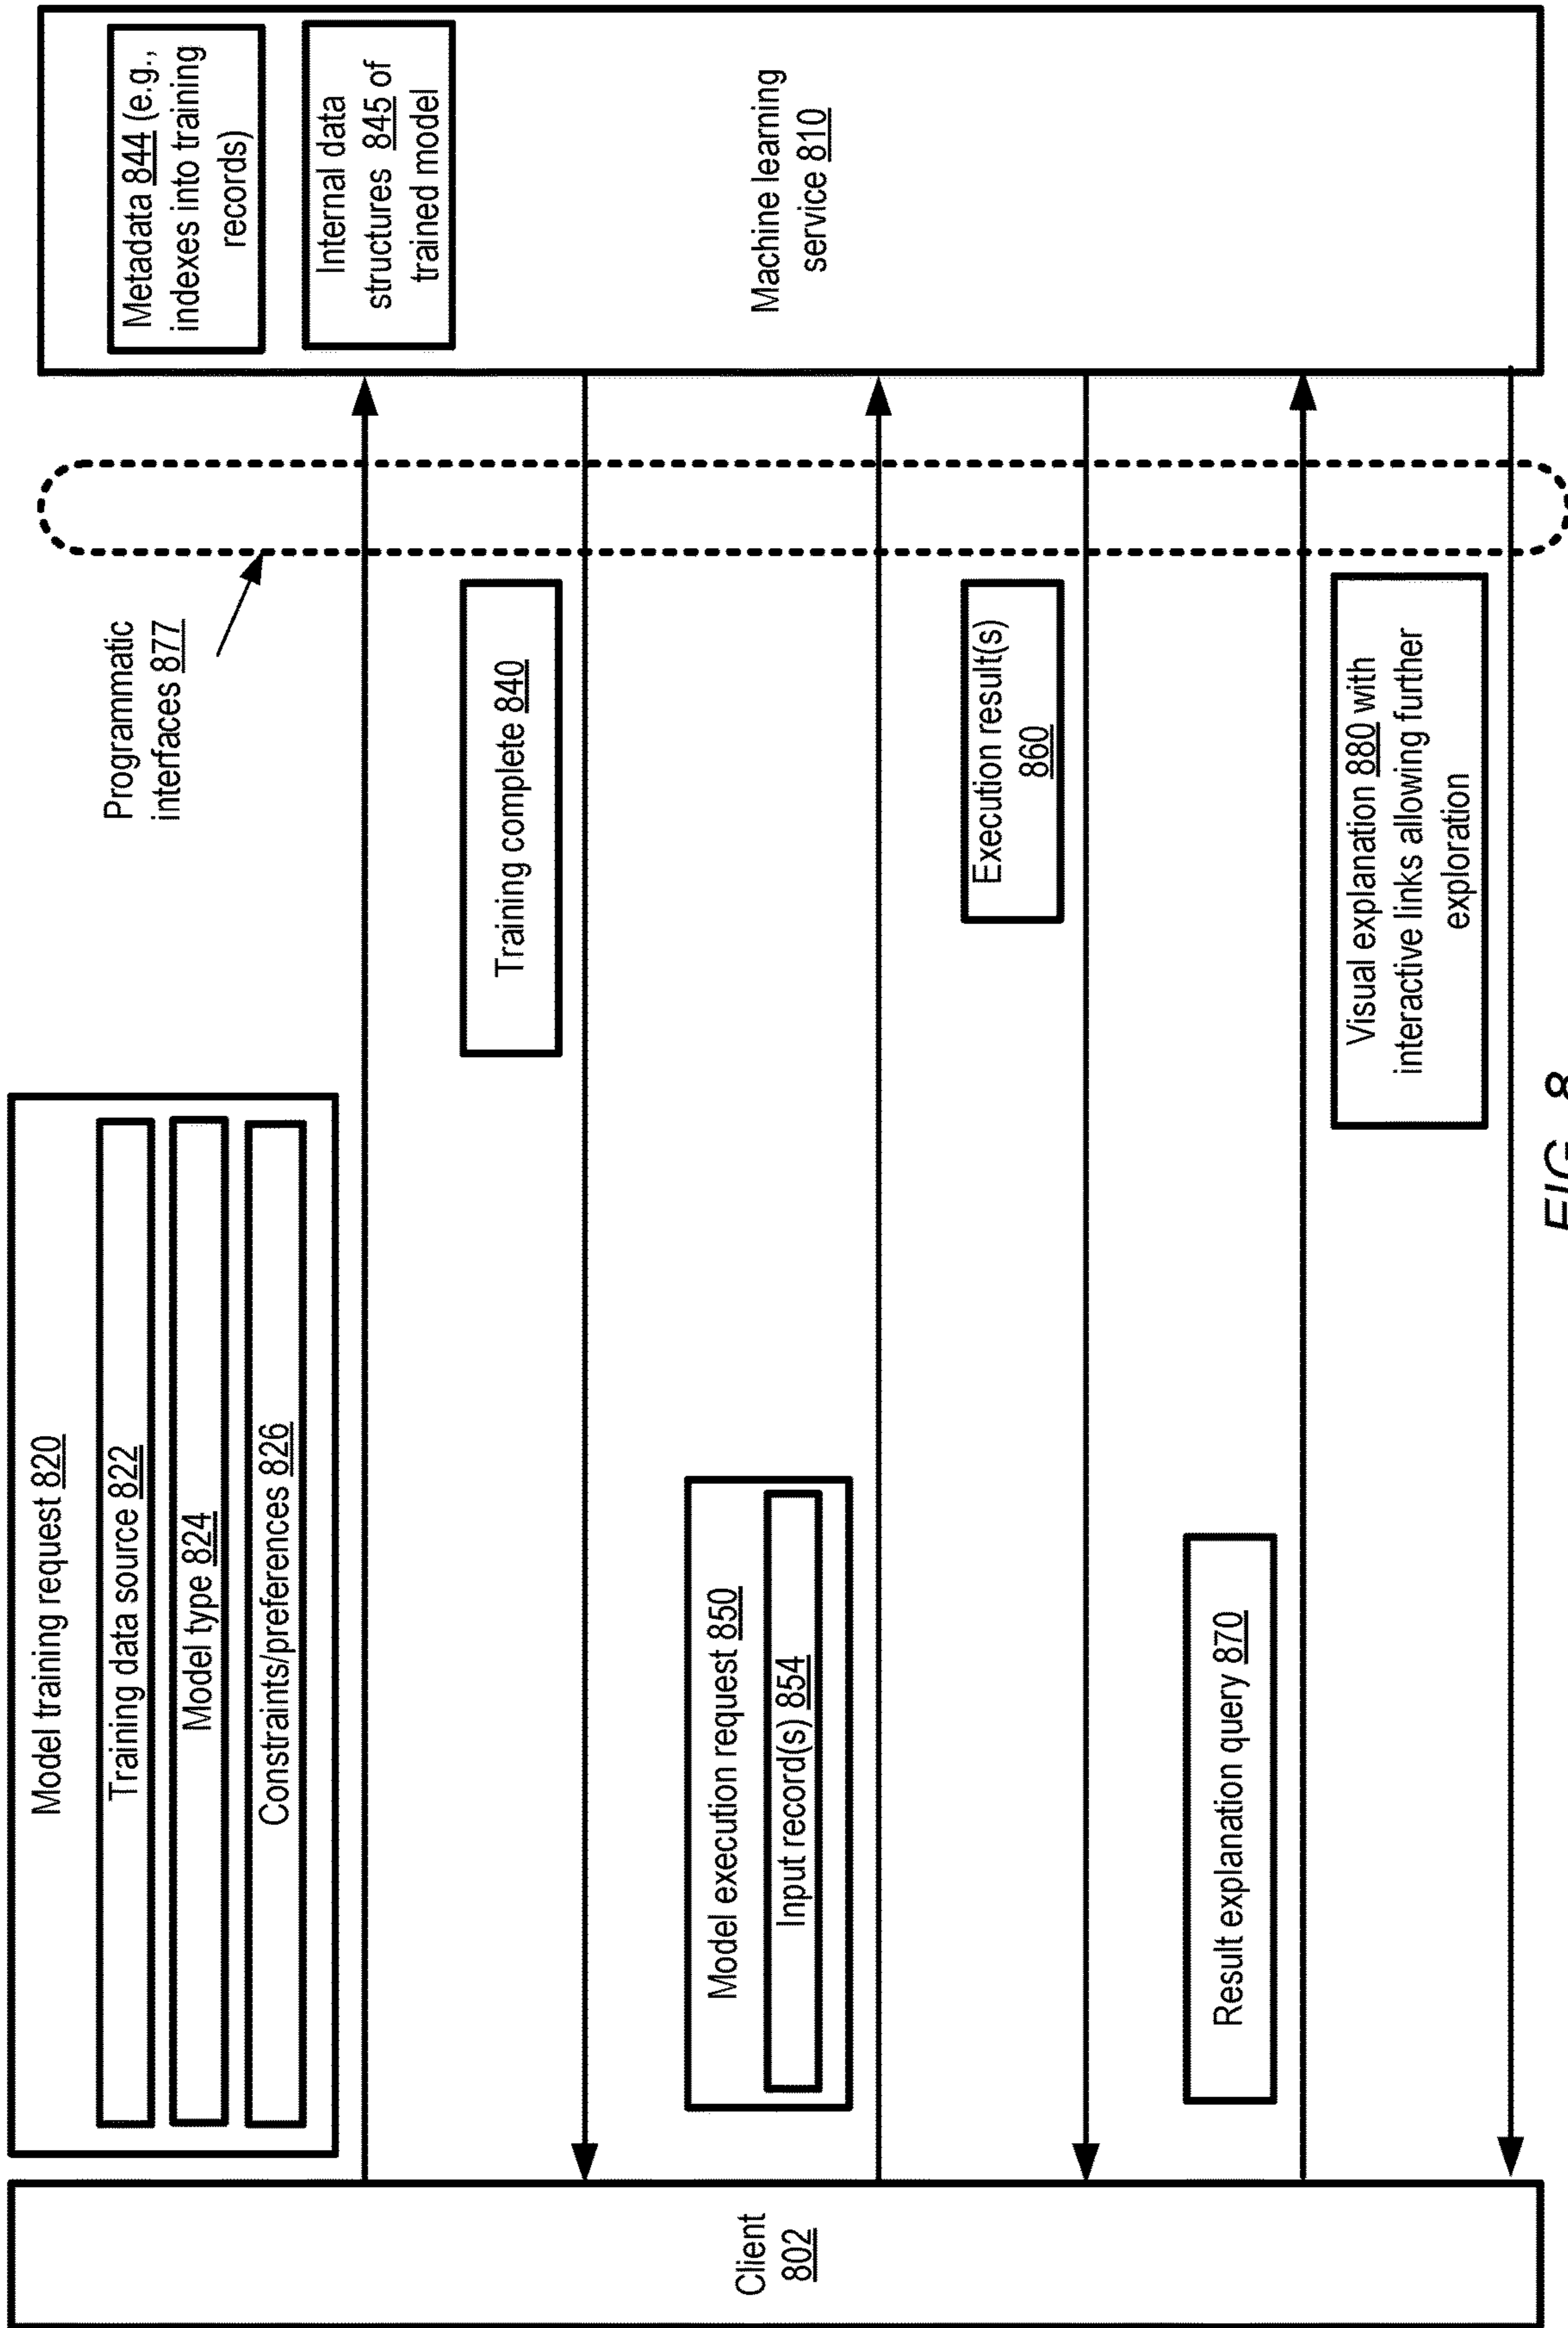 Model training request 820
Training data source 822
Model type 824
Constraints/preferences 826
Programmatic
interfaces 877
Metadata 844 (e.g.,
indexes into training
records)
Internal data
structures 845 of
trained model
Training complete 840
Model execution request 850
Input record(s) 854
Machine learning
service 810
Client
802
Execution result(s)
860
Result explanation query 870
Visual explanation 880 with
interactive links allowing further
exploration
FIG. 8